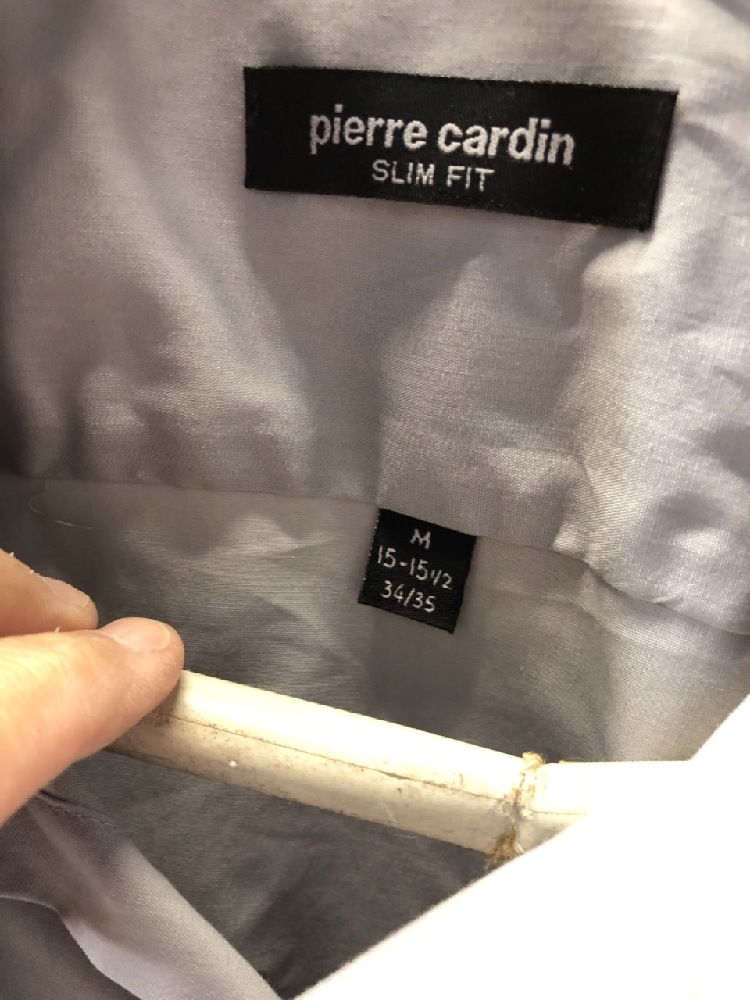 pierre cardin
SLIM FIT
M
15-15 1/2
34/35